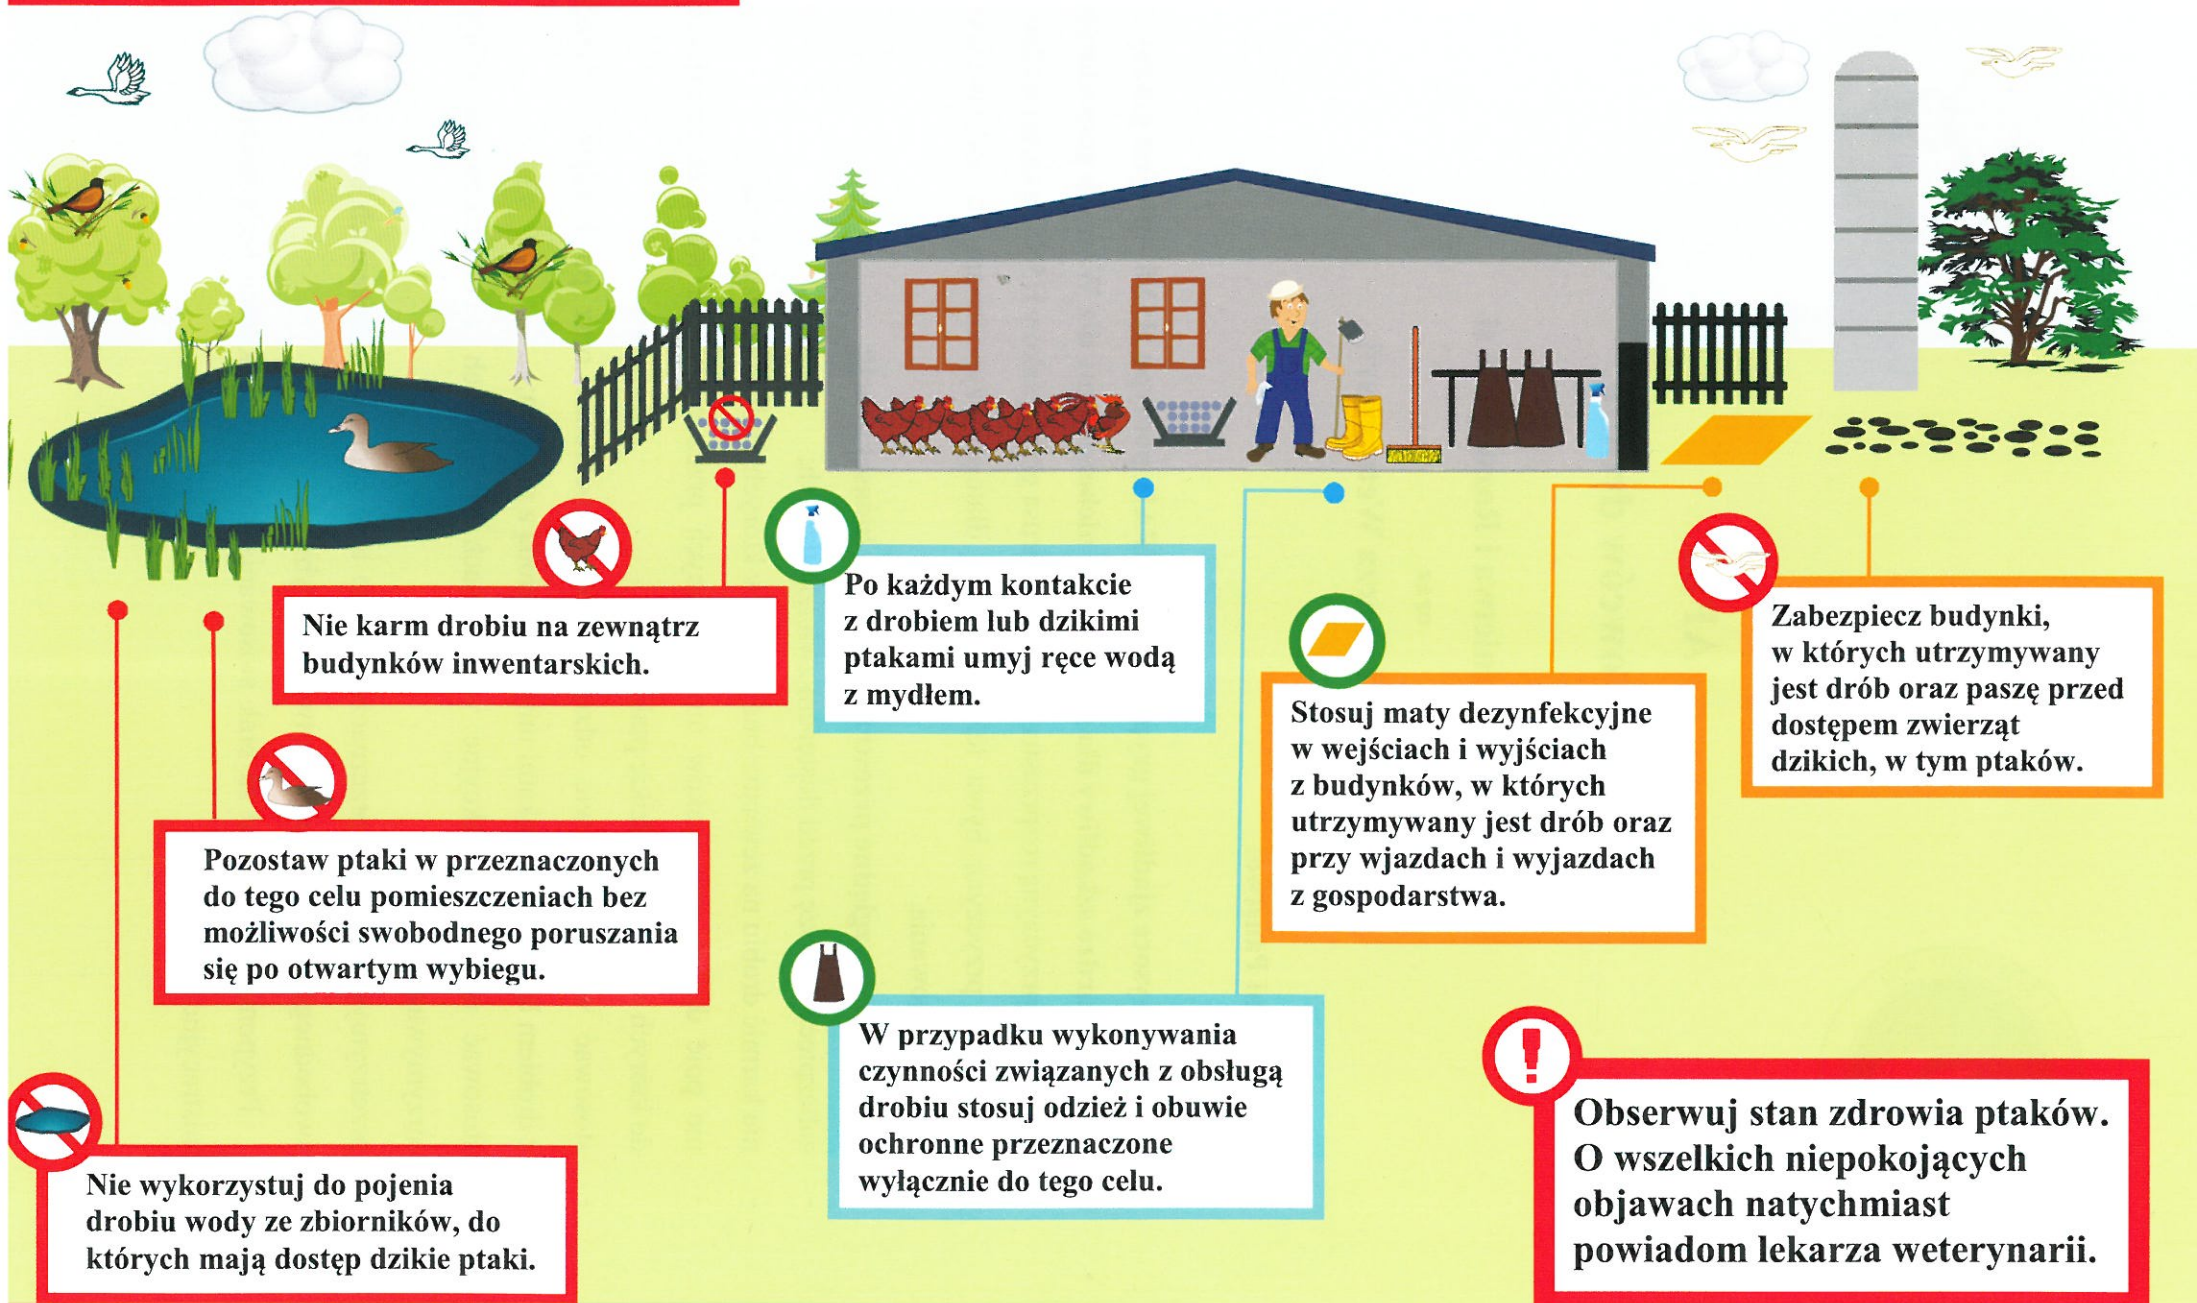 Nie karm drobiu na zewnątrz
budynków inwentarskich.
Po każdym kontakcie
z drobiem lub dzikimi
ptakami umyj ręce wodą
z mydłem.
Stosuj maty dezynfekcyjne
w wejściach i wyjściach
z budynków, w których
utrzymywany jest drób oraz
przy wjazdach i wyjazdach
z gospodarstwa.
Zabezpiecz budynki,
w których utrzymywany
jest drób oraz paszę przed
dostępem zwierząt
dzikich, w tym ptaków.
Pozostaw ptaki w przeznaczonych
do tego celu pomieszczeniach bez
możliwości swobodnego poruszania
się po otwartym wybiegu.
W przypadku wykonywania
czynności związanych z obsługą
drobiu stosuj odzież i obuwie
ochronne przeznaczone
wyłącznie do tego celu.
Nie wykorzystuj do pojenia
drobiu wody ze zbiorników, do
których mają dostęp dzikie ptaki.
Obserwuj stan zdrowia ptaków.
O wszelkich niepokojących
objawach natychmiast
powiadom lekarza weterynarii.